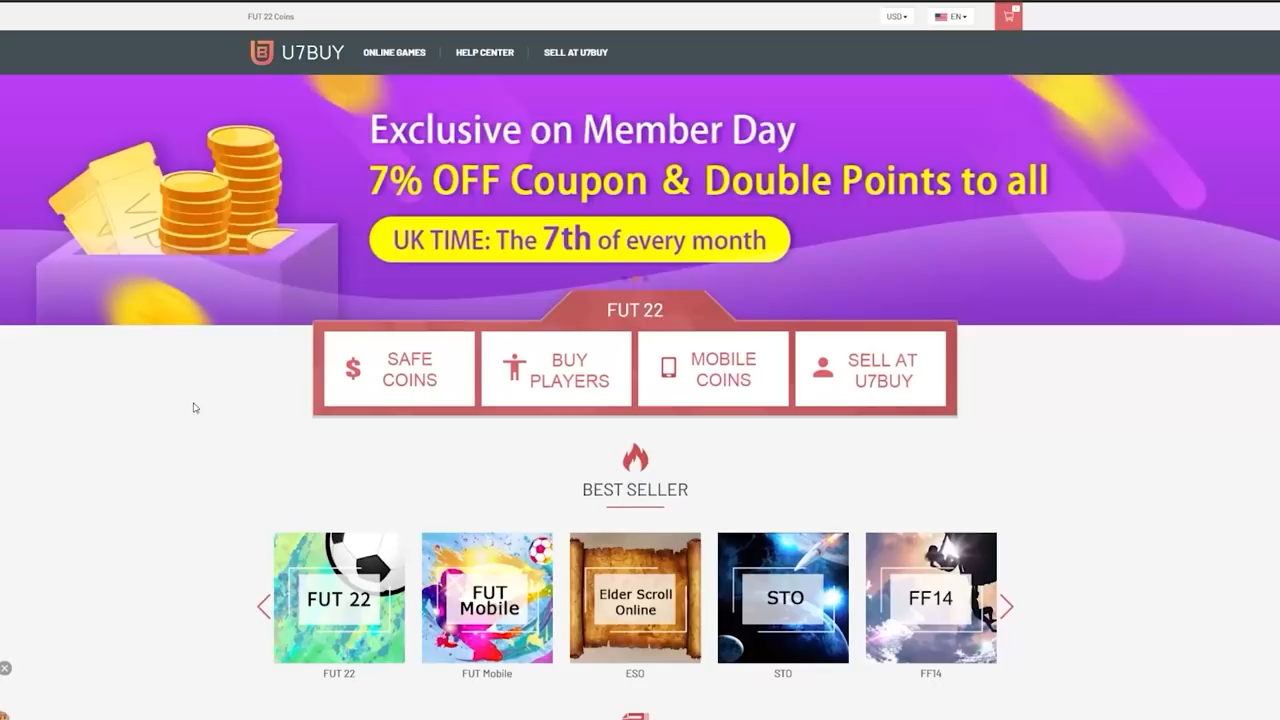 FUT 22 Coins
USD
EN
U7BUY
ONLINE GAMES
HELP CENTER
SELL AT U7BUY
Exclusive on Member Day
7% OFF Coupon & Double Points to all
UK TIME: The 7th of every month
FUT 22
SAFE
COINS
BUY
PLAYERS
MOBILE
COINS
SELL AT
U7BUY
BEST SELLER
FUT 22
FUT
Mobile
Elder Scroll
Online
STO
FF14
FUT 22
FUT Mobile
ESO
STO
FF14